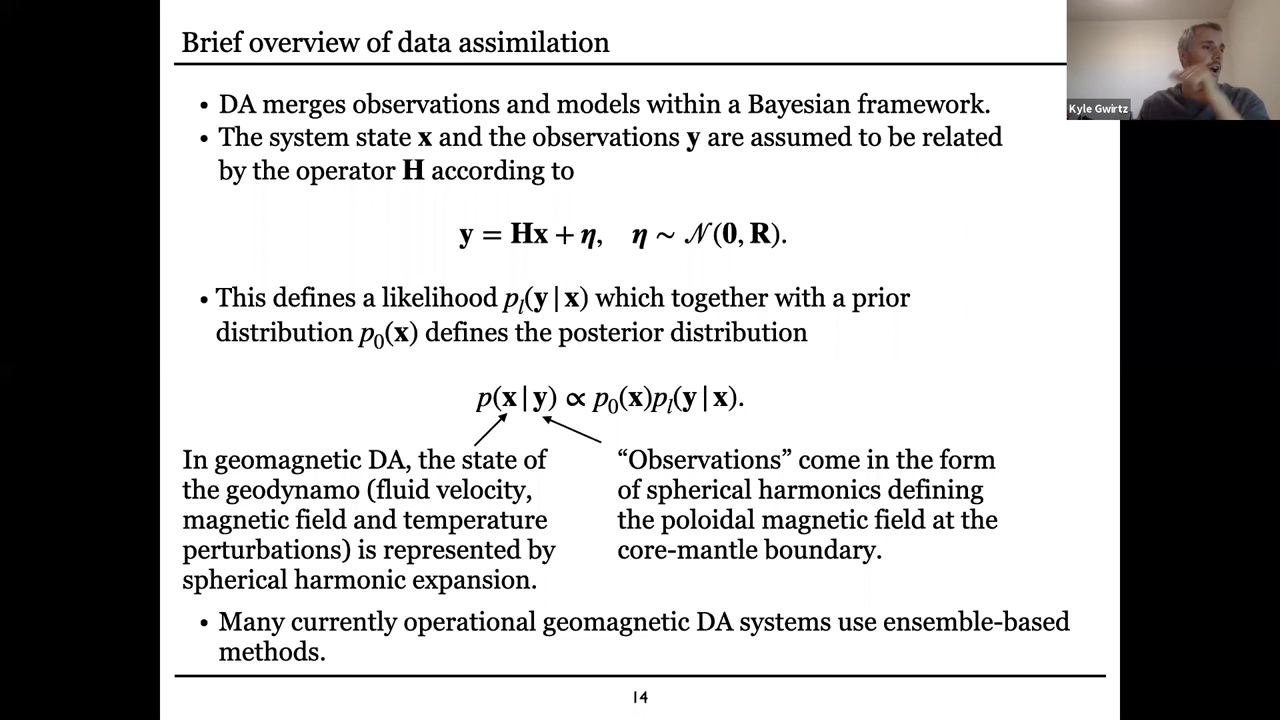 Brief overview of data assimilation
Kyle Gwirtz
• DA merges observations and models within a Bayesian framework.
• The system state x and the observations y are assumed to be related
by the operator H according to
y = Hx + η, η ∼ 𝒩(0, R).
• This defines a likelihood pₗ(y | x) which together with a prior
distribution p₀(x) defines the posterior distribution
p(x | y) ∝ p₀(x)pₗ(y | x).
In geomagnetic DA, the state of
the geodynamo (fluid velocity,
magnetic field and temperature
perturbations) is represented by
spherical harmonic expansion.
“Observations” come in the form
of spherical harmonics defining
the poloidal magnetic field at the
core-mantle boundary.
• Many currently operational geomagnetic DA systems use ensemble-based
methods.
14